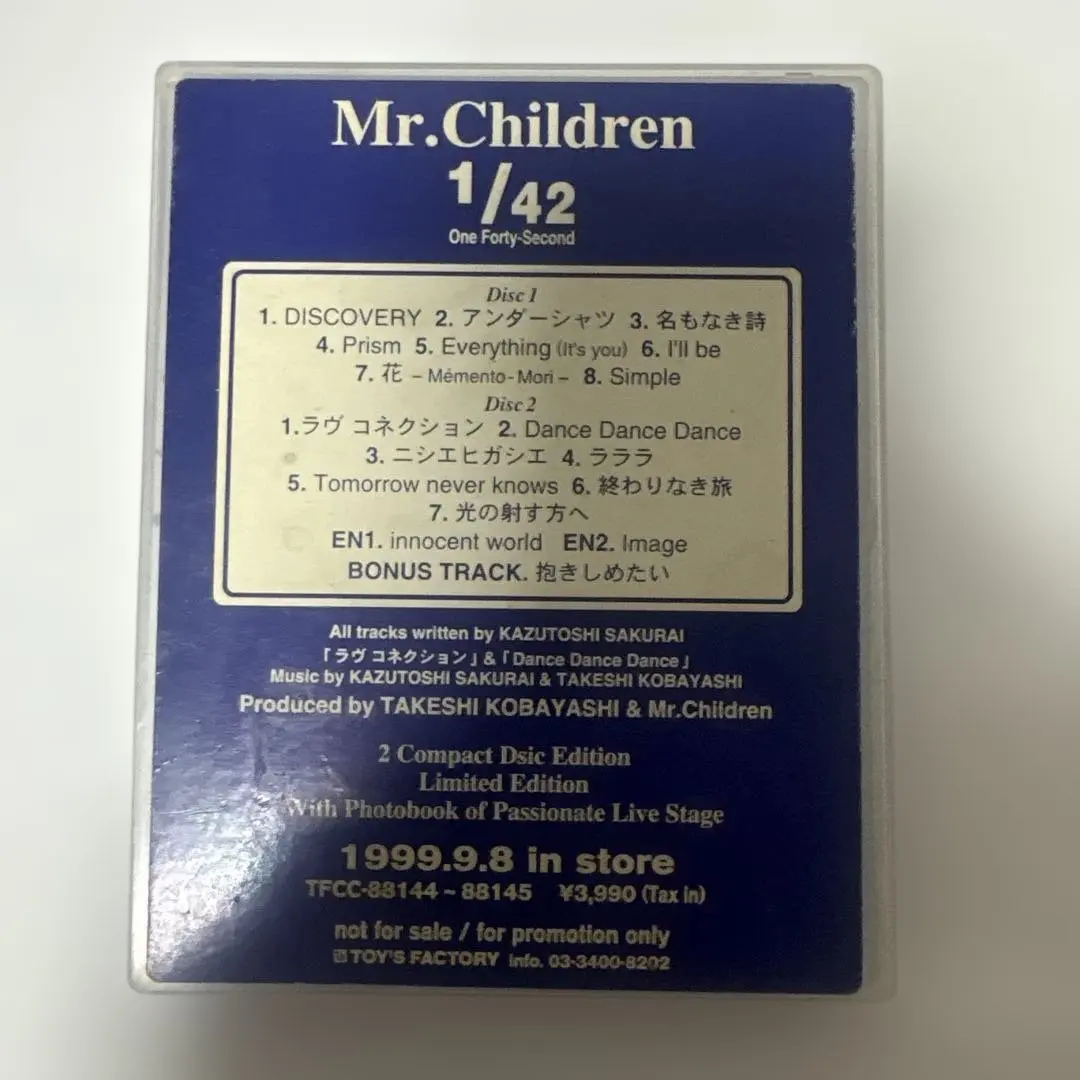 Mr.Children
1/42
One Forty-Second
Disc 1
1. DISCOVERY 2. アンダーシャツ 3. 名もなき詩
4. Prism 5. Everything (It's you) 6. I'll be
7. 花 – Mémento-Mori – 8. Simple
Disc 2
1.ラヴ コネクション 2. Dance Dance Dance
3. ニシエヒガシエ 4. ラララ
5. Tomorrow never knows 6. 終わりなき旅
7. 光の射す方へ
EN1. innocent world EN2. Image
BONUS TRACK. 抱きしめたい
All tracks written by KAZUTOSHI SAKURAI
「ラヴ コネクション」&「Dance Dance Dance」
Music by KAZUTOSHI SAKURAI & TAKESHI KOBAYASHI
Produced by TAKESHI KOBAYASHI & Mr.Children
2 Compact Dsic Edition
Limited Edition
With Photobook of Passionate Live Stage
1999.9.8 in store
TFCC-88144 ~ 88145 ¥3,990 (Tax in)
not for sale / for promotion only
TOY'S FACTORY Info. 03-3400-8202